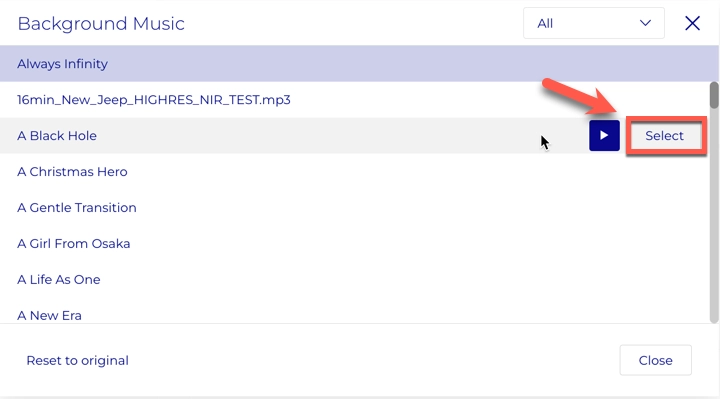 Background Music
All
Always Infinity
16min_New_Jeep_HIGHRES_NIR_TEST.mp3
A Black Hole
Select
A Christmas Hero
A Gentle Transition
A Girl From Osaka
A Life As One
A New Era
Reset to original
Close